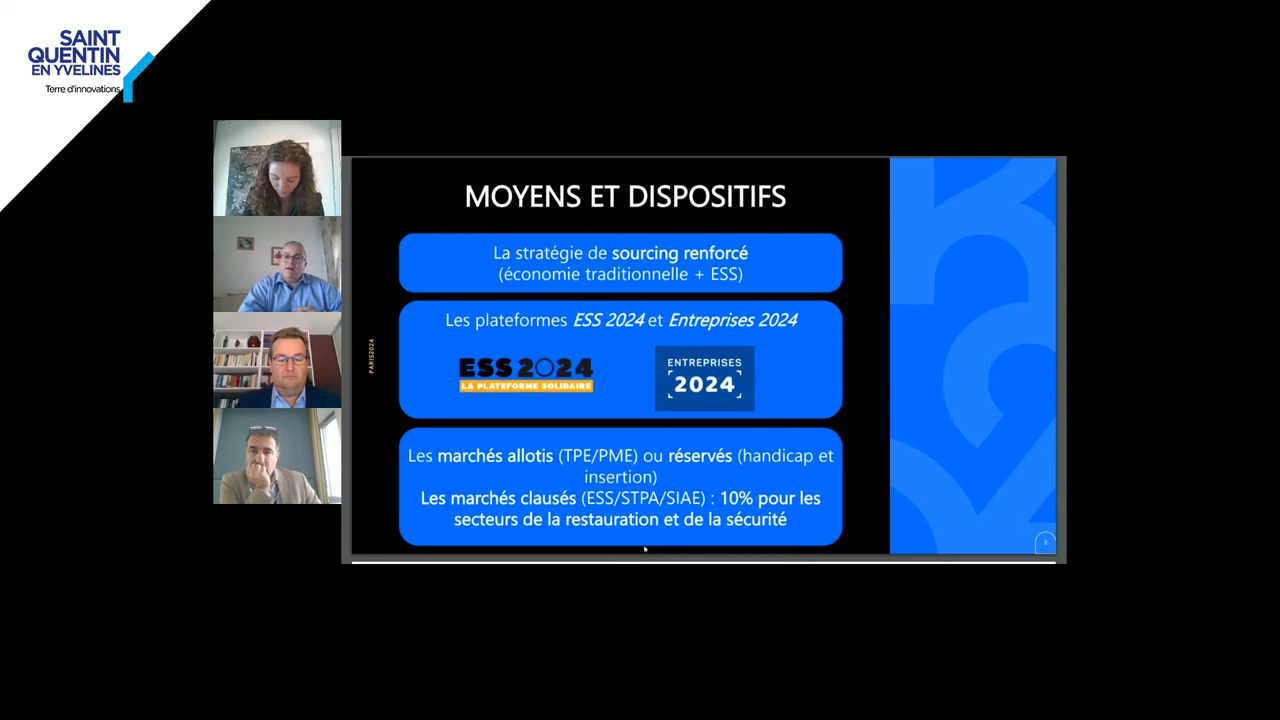 SAINT
QUENTIN
EN YVELINES
Terre d'innovations
MOYENS ET DISPOSITIFS
La stratégie de sourcing renforcé
(économie traditionnelle + ESS)
Les plateformes ESS 2024 et Entreprises 2024
PARIS2024
ESS 2024
LA PLATEFORME SOLIDAIRE
ENTREPRISES
2024
Les marchés allotis (TPE/PME) ou réservés (handicap et
insertion)
Les marchés clausés (ESS/STPA/SIAE) : 10% pour les
secteurs de la restauration et de la sécurité